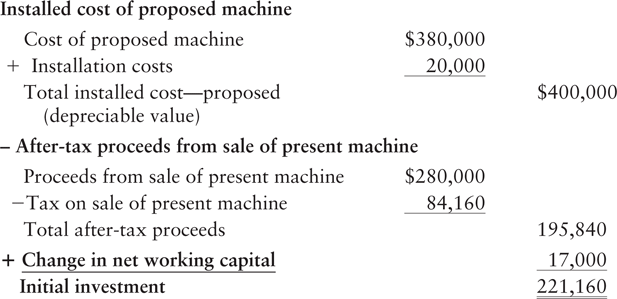 Installed cost of proposed machine
Cost of proposed machine $380,000
+ Installation costs 20,000
Total installed cost—proposed $400,000
(depreciable value)
– After-tax proceeds from sale of present machine
Proceeds from sale of present machine $280,000
−Tax on sale of present machine 84,160
Total after-tax proceeds 195,840
+ Change in net working capital 17,000
Initial investment 221,160